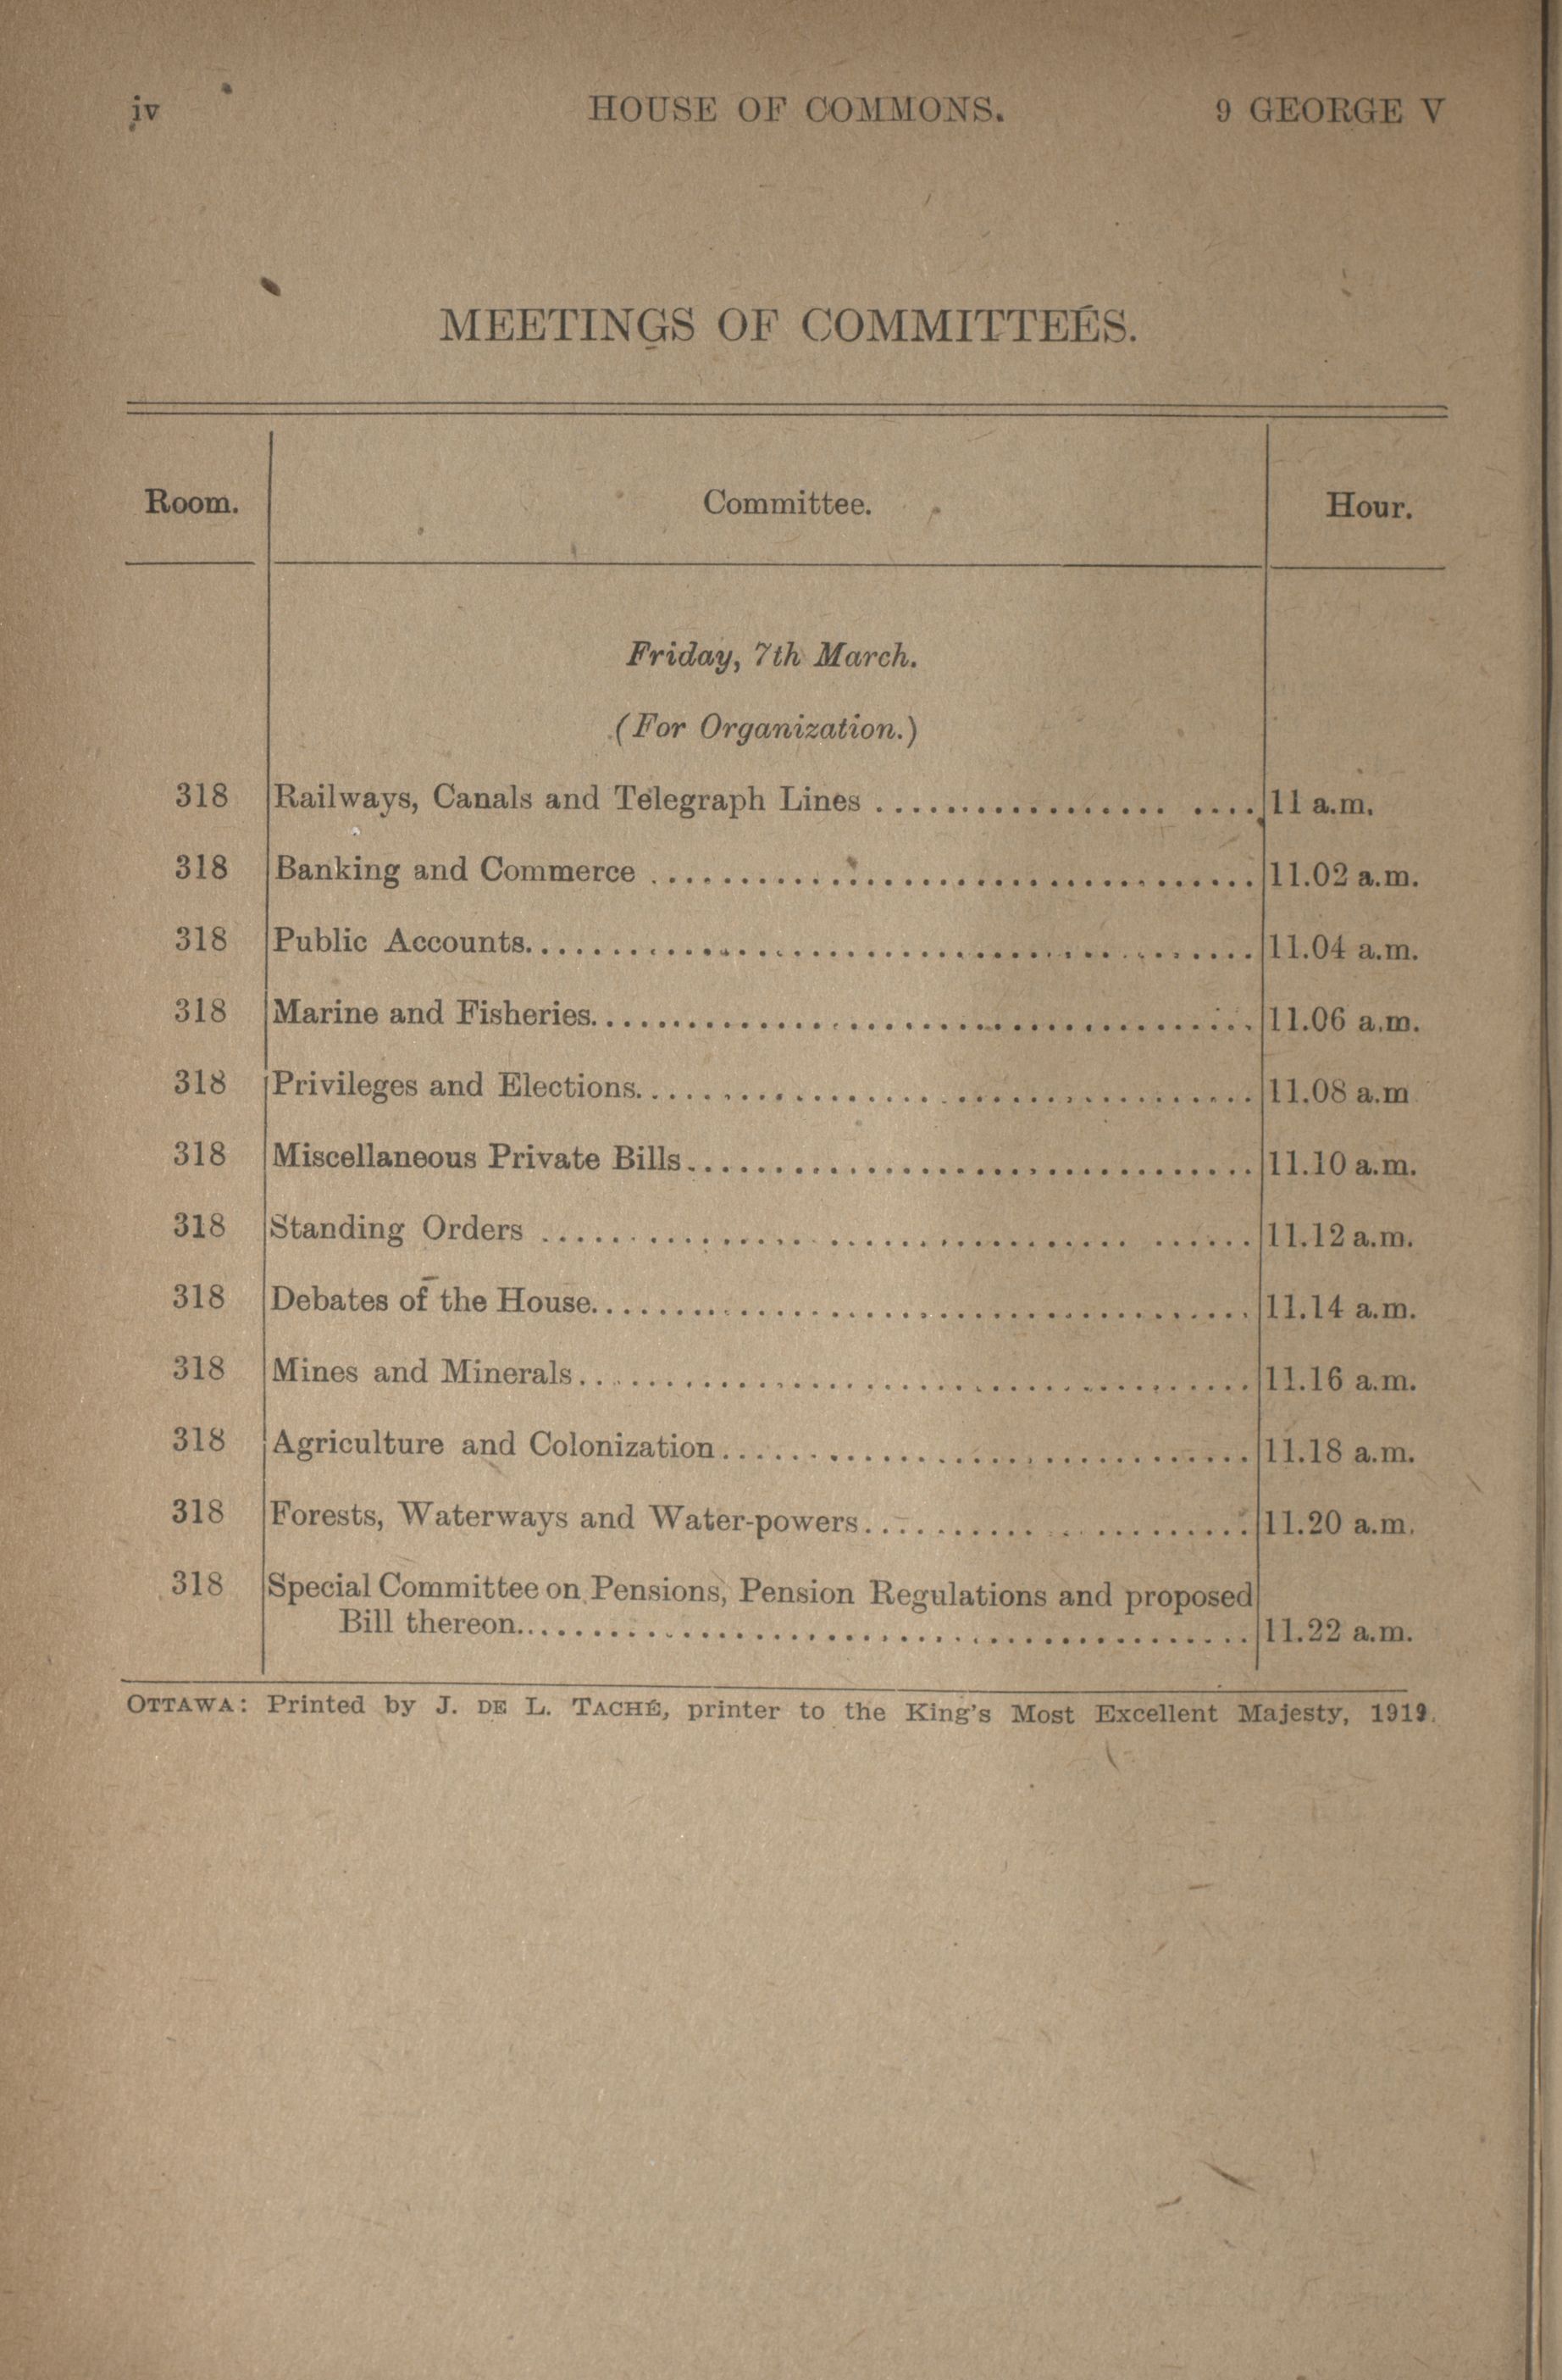 iv HOUSE OF COMMONS. 9 GEORGE V
MEETINGS OF COMMITTEES.
Room. Committee. Hour.
Friday, 7th March.
(For Organization.)
318 Railways, Canals and Telegraph Lines .................... 11 a.m.
318 Banking and Commerce .................... 11.02 a.m.
318 Public Accounts.................... 11.04 a.m.
318 Marine and Fisheries.................... 11.06 a.m.
318 Privileges and Elections.................... 11.08 a.m
318 Miscellaneous Private Bills.................... 11.10 a.m.
318 Standing Orders .................... 11.12 a.m.
318 Debates of the House.................... 11.14 a.m.
318 Mines and Minerals.................... 11.16 a.m.
318 Agriculture and Colonization.................... 11.18 a.m.
318 Forests, Waterways and Water-powers.................... 11.20 a.m.
318 Special Committee on Pensions, Pension Regulations and proposed
Bill thereon.................... 11.22 a.m.
OTTAWA: Printed by J. DE L. TACHÉ, printer to the King's Most Excellent Majesty, 1919.